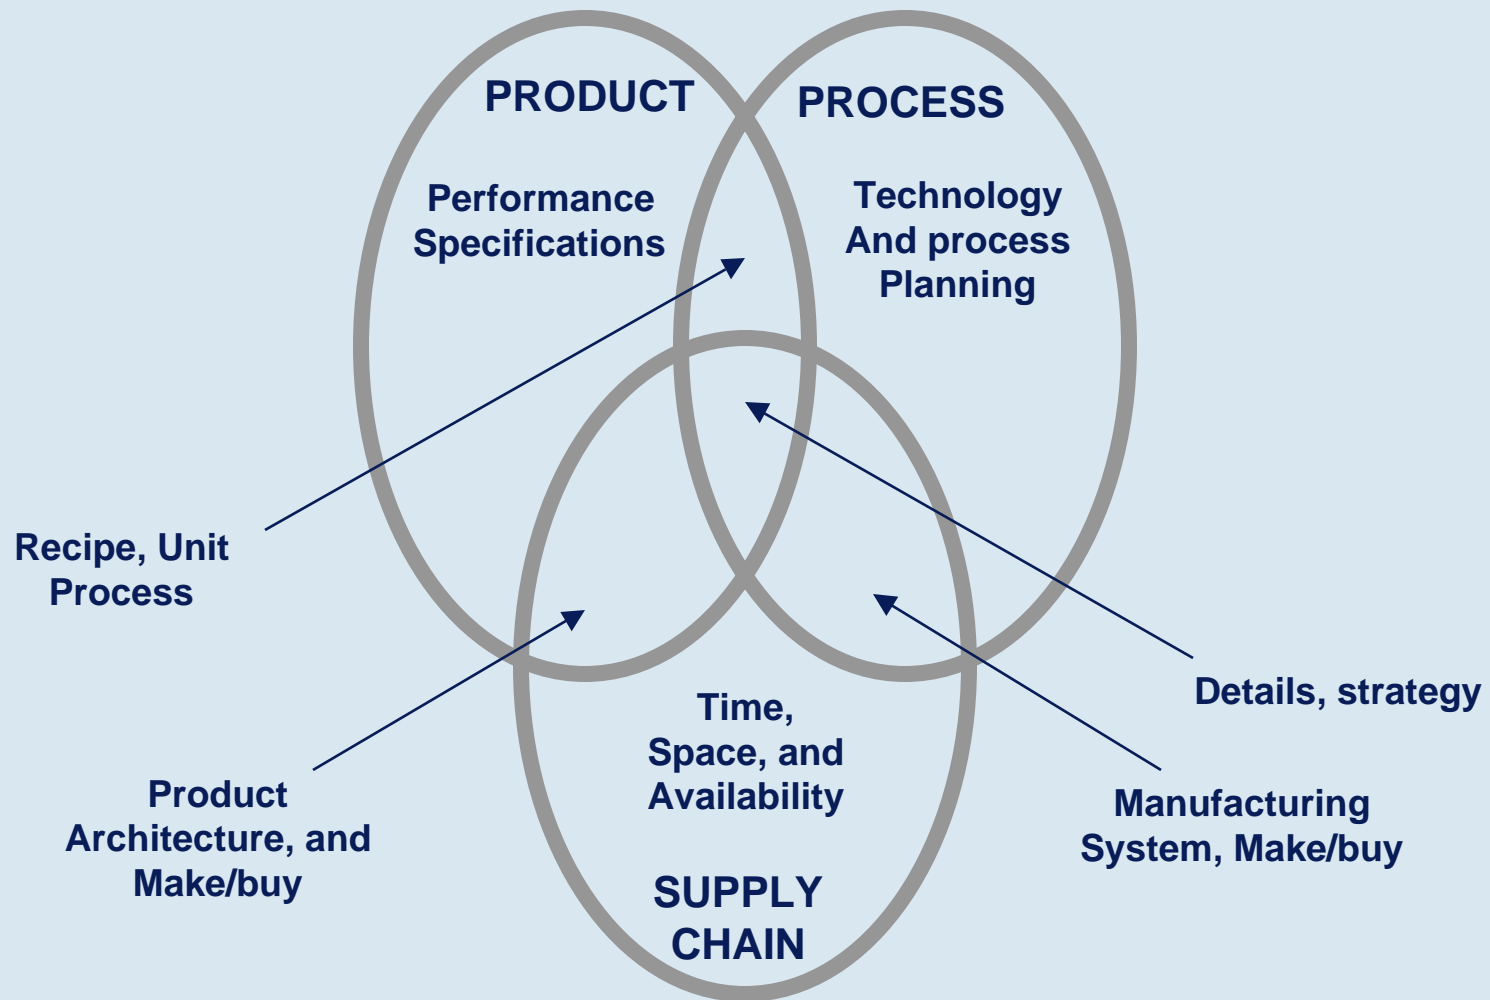 PRODUCT
PROCESS
Performance
Specifications
Technology
And process
Planning
Recipe, Unit
Process
Details, strategy
Time,
Space, and
Availability
Product
Architecture, and
Make/buy
Manufacturing
System, Make/buy
SUPPLY
CHAIN